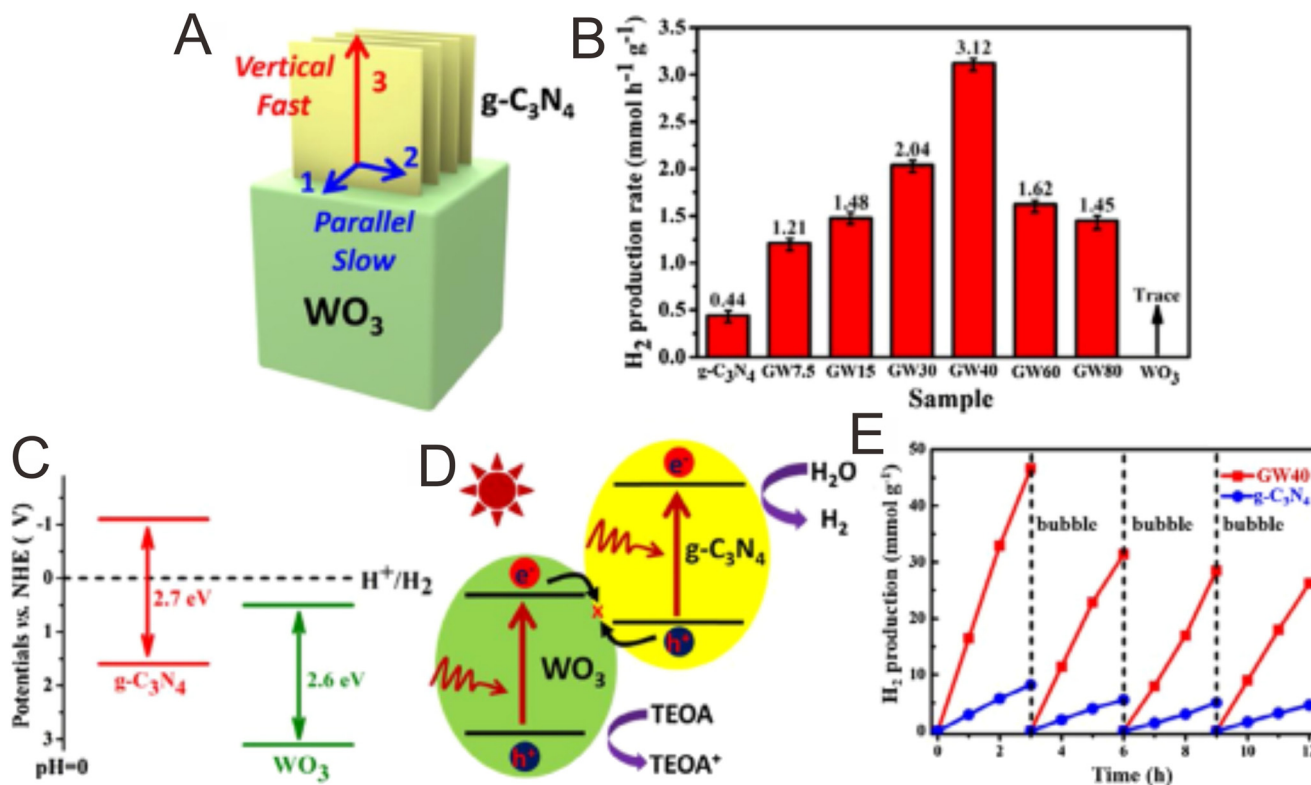 A
Vertical
Fast
3
g-C₃N₄
1
2
Parallel
Slow
WO₃
B
H₂ production rate (mmol h⁻¹ g⁻¹)
3.5
3.0
2.5
2.0
1.5
1.0
0.5
0.0
0.44
1.21
1.48
2.04
3.12
1.62
1.45
Trace
g-C₃N₄ GW7.5 GW15 GW30 GW40 GW60 GW80 WO₃
Sample
C
Potentials vs. NHE ( V)
-1
0
1
2
3
pH=0
H⁺/H₂
2.7 eV
g-C₃N₄
2.6 eV
WO₃
D
e⁻
H₂O
H₂
g-C₃N₄
h⁺
e⁻
x
WO₃
h⁺
TEOA
TEOA⁺
E
H₂ production (mmol g⁻¹)
50
40
30
20
10
0
GW40
g-C₃N₄
bubble bubble bubble
0 2 4 6 8 10 12
Time (h)